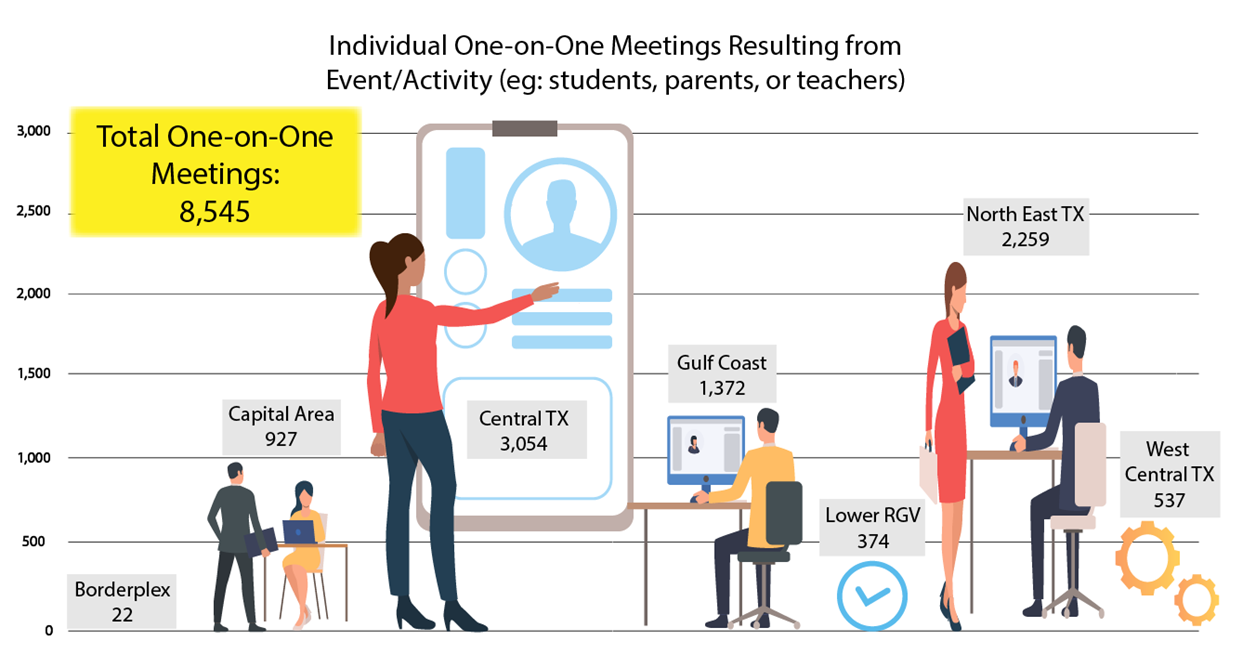 Individual One-on-One Meetings Resulting from
Event/Activity (eg: students, parents, or teachers)
Total One-on-One
Meetings:
8,545
3,000
2,500
2,000
1,500
1,000
500
0
Borderplex
22
Capital Area
927
Central TX
3,054
Gulf Coast
1,372
Lower RGV
374
North East TX
2,259
West
Central TX
537